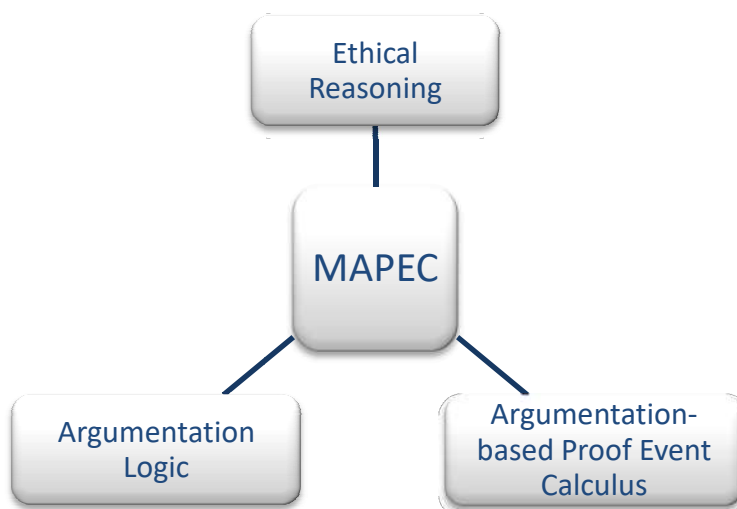 Ethical
Reasoning
MAPEC
Argumentation
Logic
Argumentation-
based Proof Event
Calculus